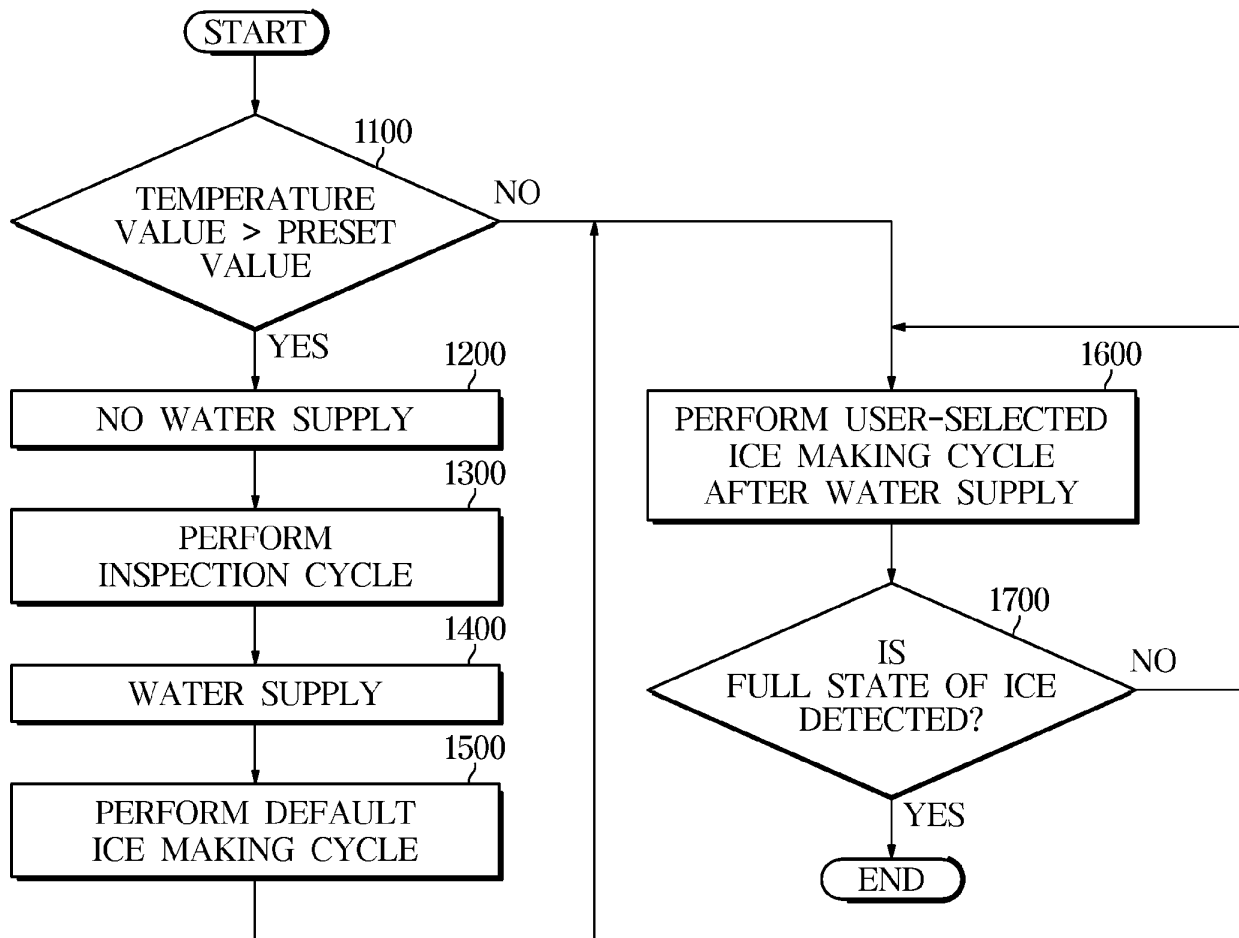 START
1100
TEMPERATURE
VALUE > PRESET
VALUE
NO
YES
1200
NO WATER SUPPLY
1300
PERFORM
INSPECTION CYCLE
1400
WATER SUPPLY
1500
PERFORM DEFAULT
ICE MAKING CYCLE
1600
PERFORM USER-SELECTED
ICE MAKING CYCLE
AFTER WATER SUPPLY
1700
IS
FULL STATE OF ICE
DETECTED?
NO
YES
END